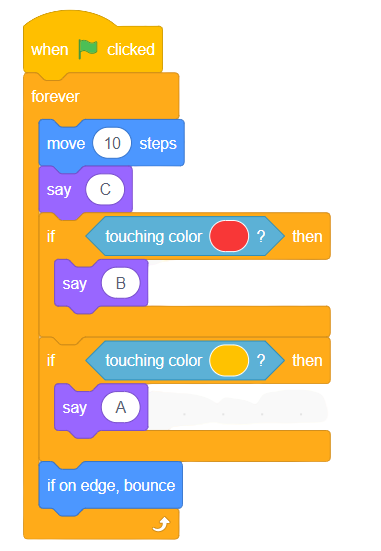 when clicked
forever
move 10 steps
say C
if touching color ? then
say B
if touching color ? then
say A
if on edge, bounce